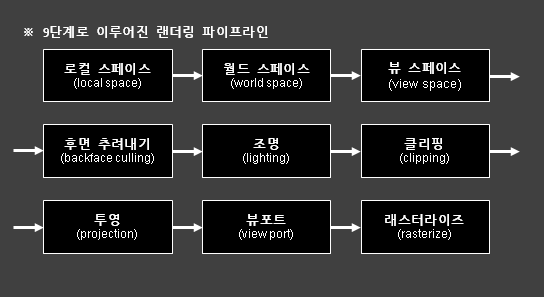 ※ 9단계로 이루어진 랜더링 파이프라인
로컬 스페이스
(local space)
월드 스페이스
(world space)
뷰 스페이스
(view space)
후면 추려내기
(backface culling)
조명
(lighting)
클리핑
(clipping)
투영
(projection)
뷰포트
(view port)
래스터라이즈
(rasterize)